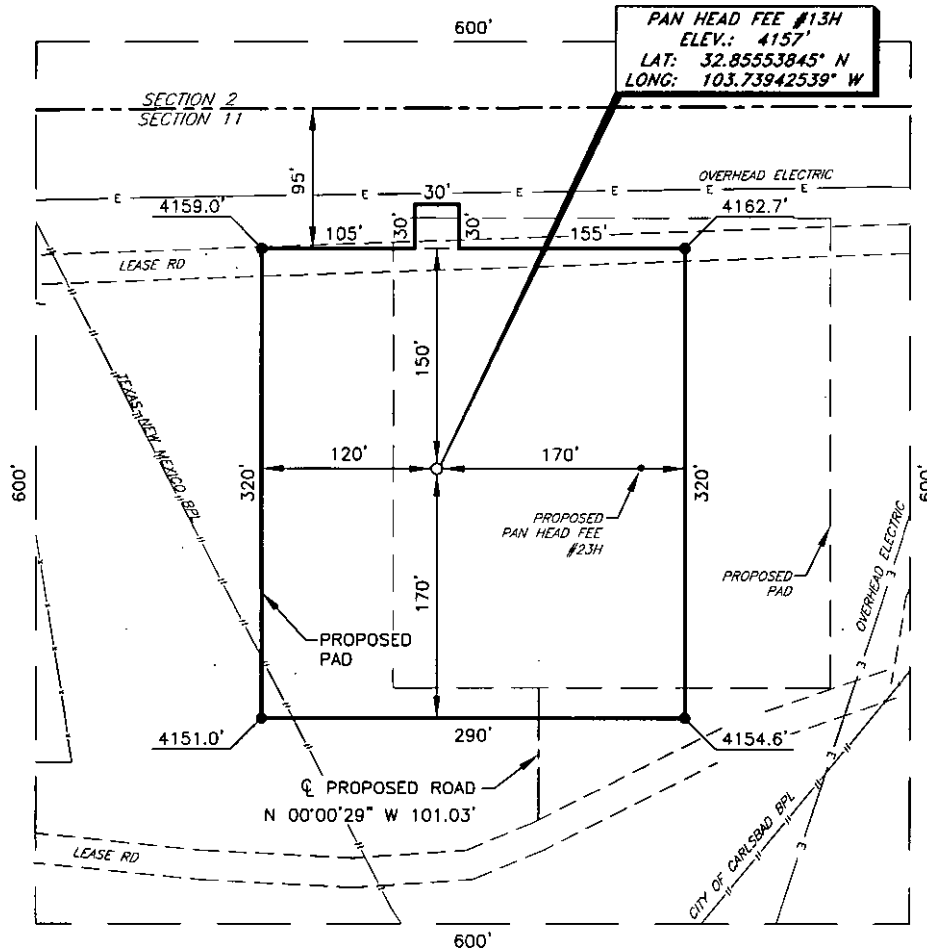 600'
PAN HEAD FEE #13H
ELEV.: 4157'
LAT: 32.85553845° N
LONG: 103.73942539° W
SECTION 2
SECTION 11
95'
E
E
30'
E
E
E
E
OVERHEAD ELECTRIC
4159.0'
4162.7'
105'
30'
30'
155'
LEASE RD
150'
TEXAS-NEW MEXICO BPL
120'
170'
600'
320'
320'
600'
PROPOSED
PAN HEAD FEE
#23H
PROPOSED
PAD
OVERHEAD ELECTRIC
170'
PROPOSED
PAD
4151.0'
290'
4154.6'
℄ PROPOSED ROAD
N 00°00'29" W 101.03'
LEASE RD
CITY OF CARLSBAD BPL
600'